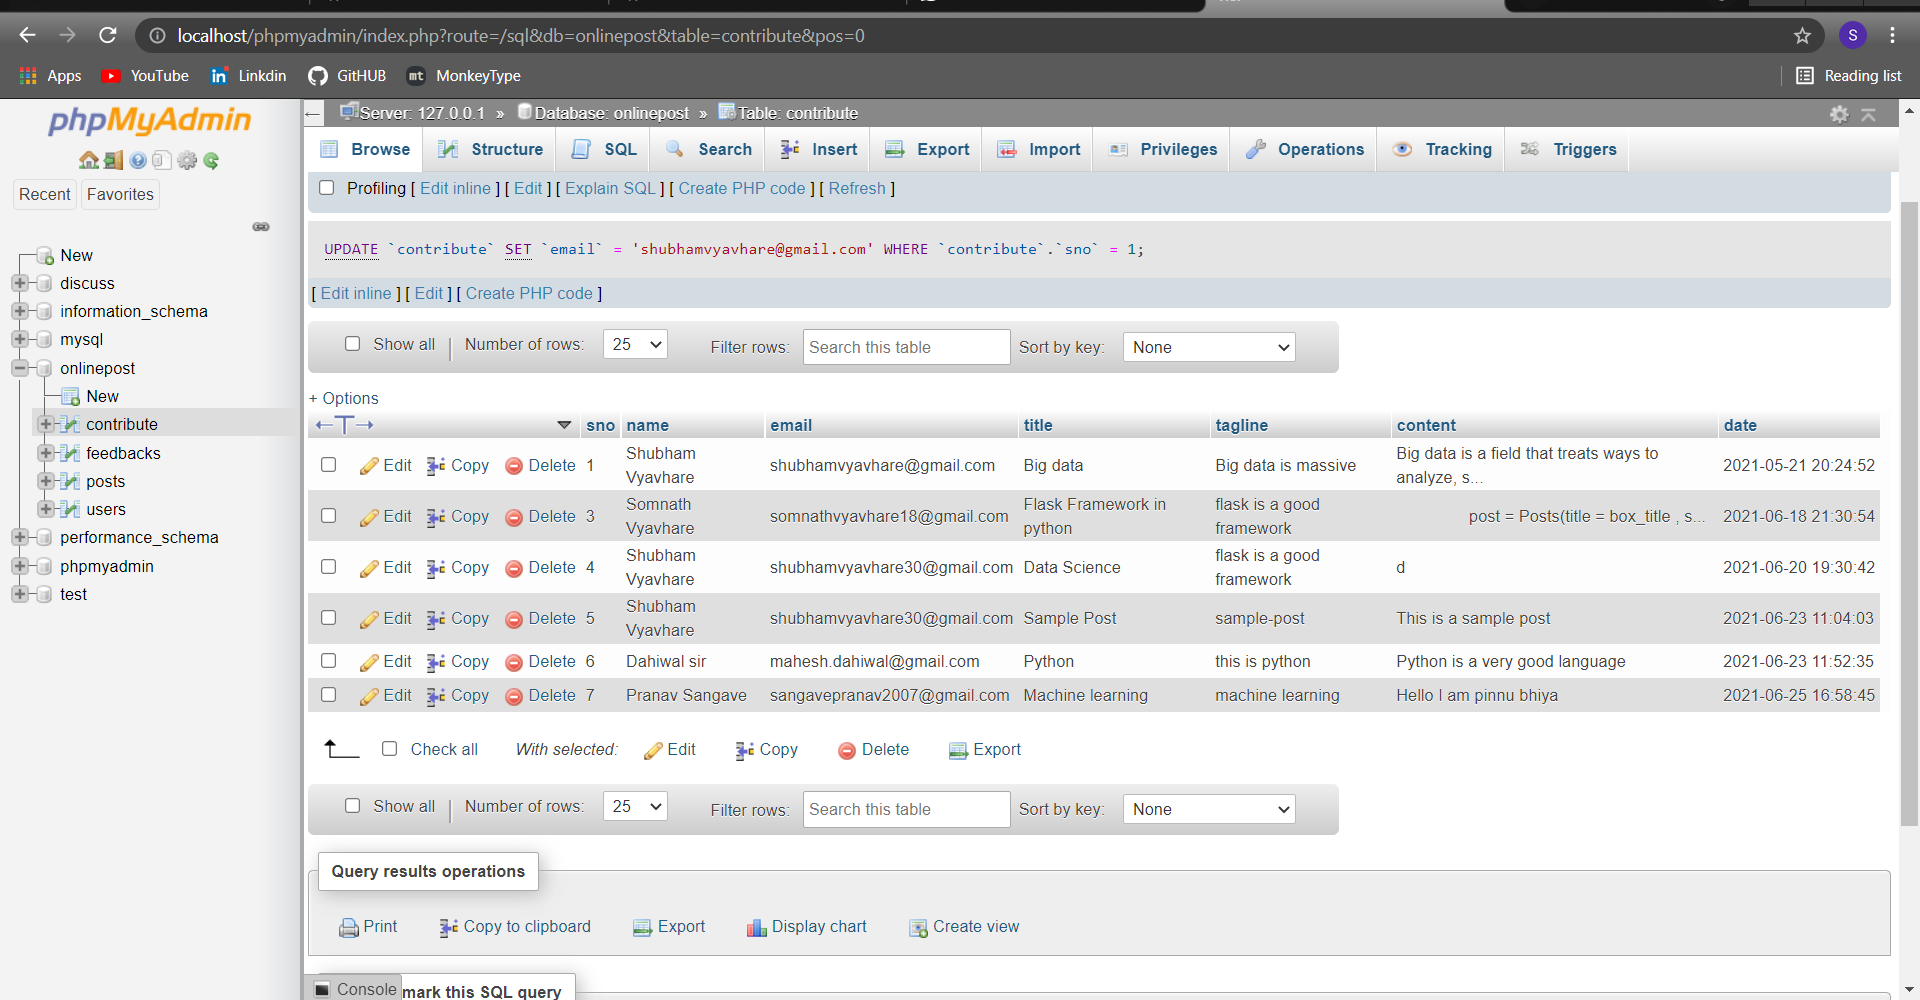 localhost/phpmyadmin/index.php?route=/sql&db=onlinepost&table=contribute&pos=0
S
Apps YouTube Linkdin GitHUB mt MonkeyType Reading list
phpMyAdmin
Recent Favorites
New
discuss
information_schema
mysql
onlinepost
New
contribute
feedbacks
posts
users
performance_schema
phpmyadmin
test
Server: 127.0.0.1 » Database: onlinepost » Table: contribute
Browse Structure SQL Search Insert Export Import Privileges Operations Tracking Triggers
Profiling [ Edit inline ] [ Edit ] [ Explain SQL ] [ Create PHP code ] [ Refresh ]
UPDATE `contribute` SET `email` = 'shubhamvyavhare@gmail.com' WHERE `contribute`.`sno` = 1;
[ Edit inline ] [ Edit ] [ Create PHP code ]
Show all | Number of rows: 25 Filter rows: Search this table Sort by key: None
+ Options
←T→ sno name email title tagline content date
Edit Copy Delete 1 Shubham Vyavhare shubhamvyavhare@gmail.com Big data Big data is massive Big data is a field that treats ways to analyze, s... 2021-05-21 20:24:52
Edit Copy Delete 3 Somnath Vyavhare somnathvyavhare18@gmail.com Flask Framework in python flask is a good framework post = Posts(title = box_title , s... 2021-06-18 21:30:54
Edit Copy Delete 4 Shubham Vyavhare shubhamvyavhare30@gmail.com Data Science flask is a good framework d 2021-06-20 19:30:42
Edit Copy Delete 5 Shubham Vyavhare shubhamvyavhare30@gmail.com Sample Post sample-post This is a sample post 2021-06-23 11:04:03
Edit Copy Delete 6 Dahiwal sir mahesh.dahiwal@gmail.com Python this is python Python is a very good language 2021-06-23 11:52:35
Edit Copy Delete 7 Pranav Sangave sangavepranav2007@gmail.com Machine learning machine learning Hello I am pinnu bhiya 2021-06-25 16:58:45
Check all With selected: Edit Copy Delete Export
Show all | Number of rows: 25 Filter rows: Search this table Sort by key: None
Query results operations
Print Copy to clipboard Export Display chart Create view
Console mark this SQL query